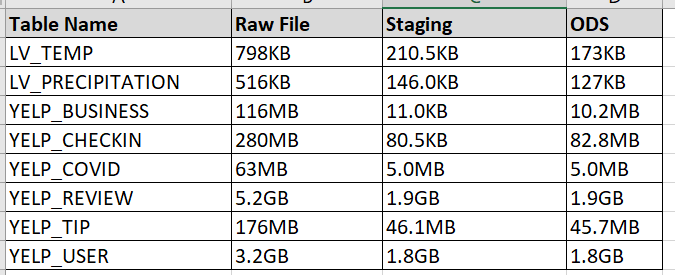 Table Name Raw File Staging ODS
LV_TEMP 798KB 210.5KB 173KB
LV_PRECIPITATION 516KB 146.0KB 127KB
YELP_BUSINESS 116MB 11.0KB 10.2MB
YELP_CHECKIN 280MB 80.5KB 82.8MB
YELP_COVID 63MB 5.0MB 5.0MB
YELP_REVIEW 5.2GB 1.9GB 1.9GB
YELP_TIP 176MB 46.1MB 45.7MB
YELP_USER 3.2GB 1.8GB 1.8GB